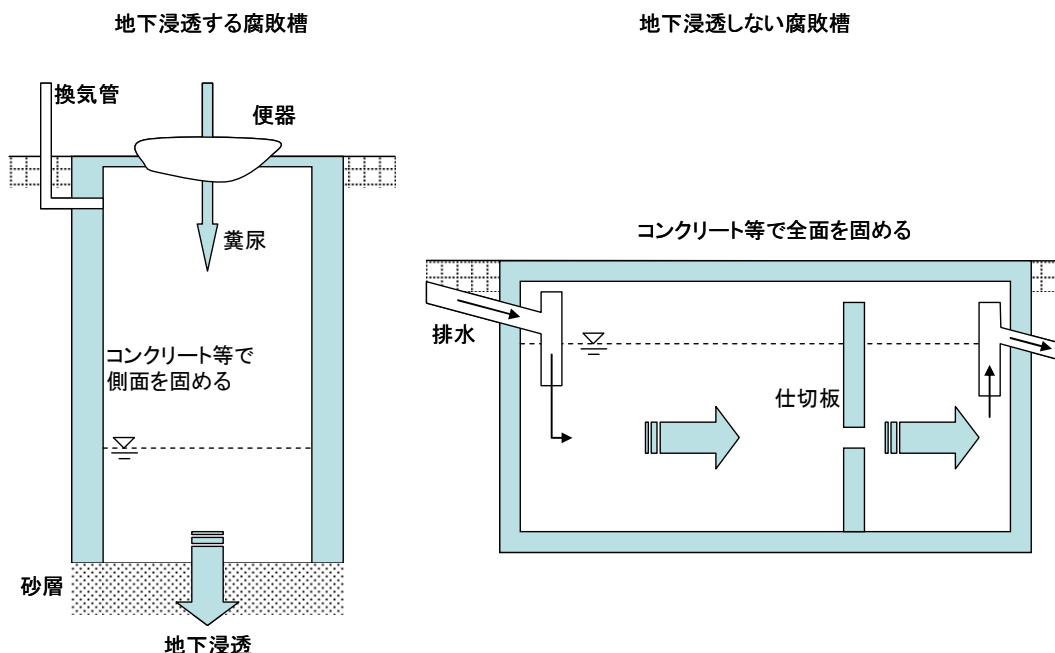 地下浸透する腐敗槽
換気管
便器
糞尿
コンクリート等で
側面を固める
砂層
地下浸透
地下浸透しない腐敗槽
コンクリート等で全面を固める
排水
仕切板